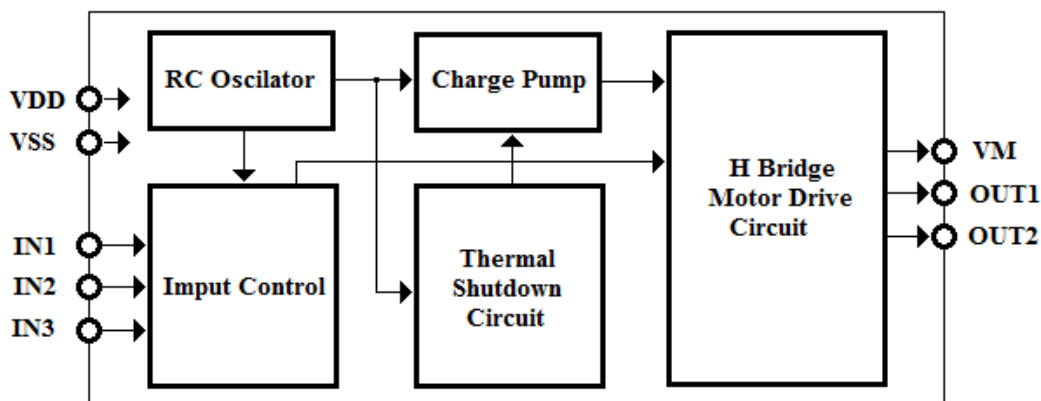 RC Oscilator
Charge Pump
VDD
VSS
H Bridge
Motor Drive
Circuit
VM
OUT1
OUT2
IN1
IN2
IN3
Imput Control
Thermal
Shutdown
Circuit